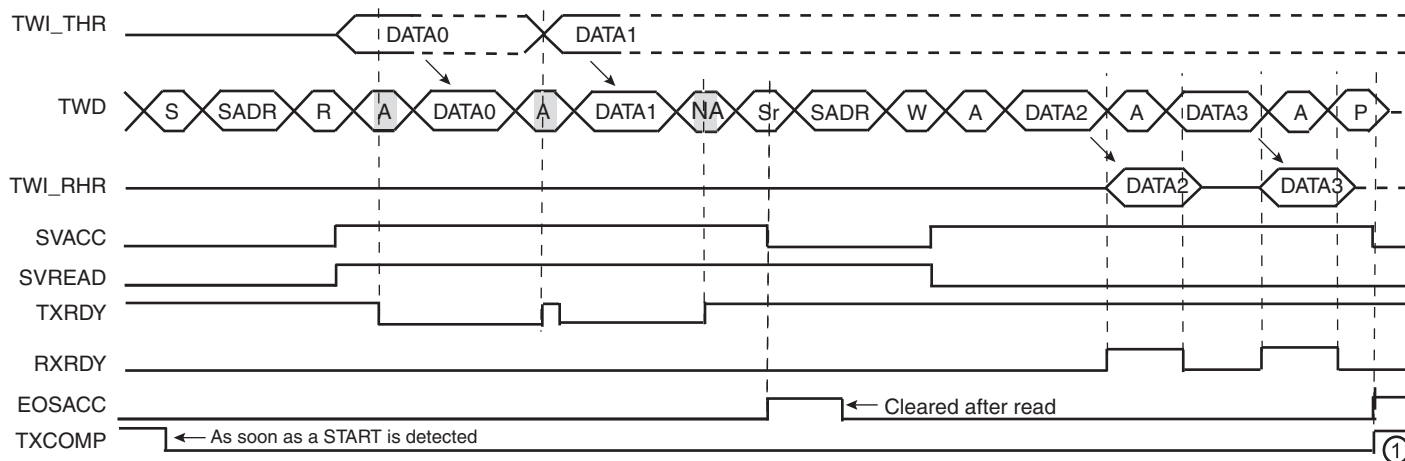 TWI_THR DATA0 DATA1
TWD S SADR R A DATA0 A DATA1 NA Sr SADR W A DATA2 A DATA3 A P
TWI_RHR DATA2 DATA3
SVACC
SVREAD
TXRDY
RXRDY
EOSACC Cleared after read
TXCOMP As soon as a START is detected 1